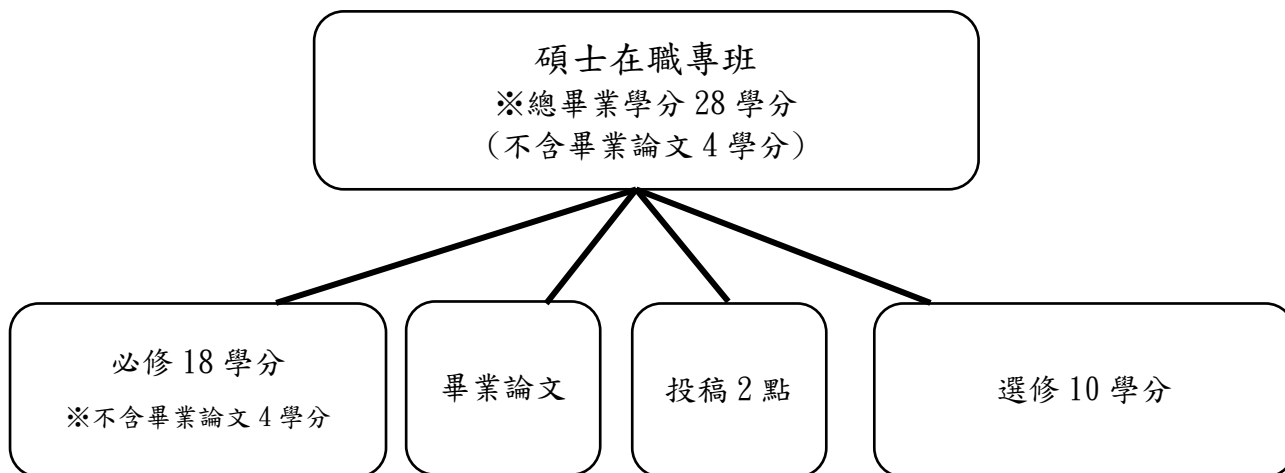 碩士在職專班
※總畢業學分 28 學分
(不含畢業論文 4 學分)
必修 18 學分
※不含畢業論文 4 學分
畢業論文
投稿 2 點
選修 10 學分